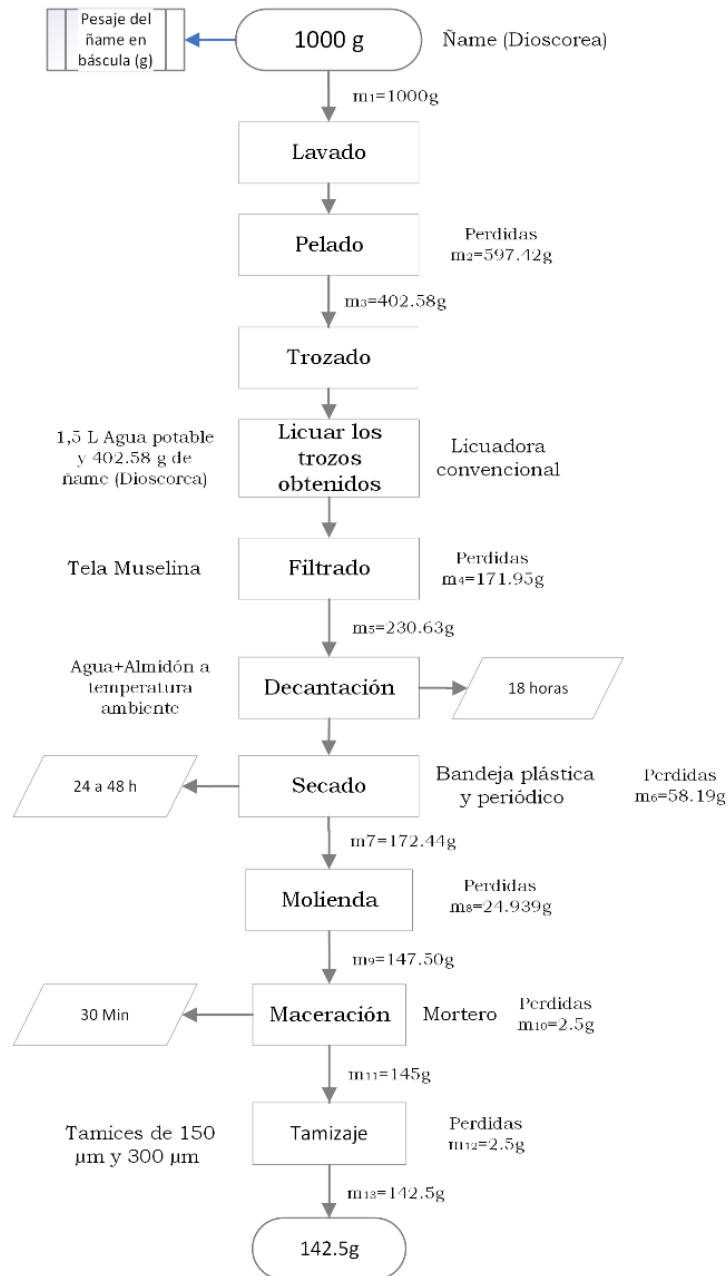 Pesaje del
ñame en
báscula (g)
1000 g
Ñame (Dioscorea)
m₁=1000g
Lavado
Pelado
Perdidas
m₂=597.42g
m₃=402.58g
Trozado
1,5 L Agua potable
y 402.58 g de
ñame (Dioscorea)
Licuar los
trozos
obtenidos
Licuadora
convencional
Tela Muselina
Filtrado
Perdidas
m₄=171.95g
m₅=230.63g
Agua+Almidón a
temperatura
ambiente
Decantación
18 horas
24 a 48 h
Secado
Bandeja plástica
y periódico
Perdidas
m₆=58.19g
m7=172.44g
Molienda
Perdidas
m₈=24.939g
m₉=147.50g
30 Min
Maceración
Mortero
Perdidas
m₁₀=2.5g
m₁₁=145g
Tamices de 150
µm y 300 µm
Tamizaje
Perdidas
m₁₂=2.5g
m₁₃=142.5g
142.5g